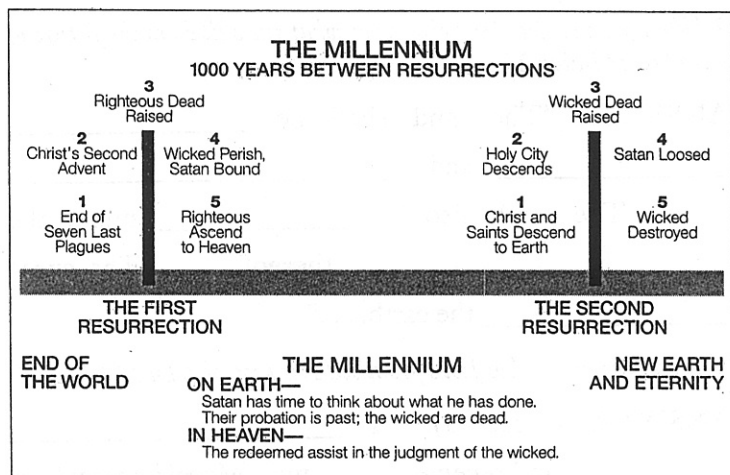 THE MILLENNIUM
1000 YEARS BETWEEN RESURRECTIONS
3
Righteous Dead
Raised
2
Christ's Second
Advent
4
Wicked Perish,
Satan Bound
1
End of
Seven Last
Plagues
5
Righteous
Ascend
to Heaven
3
Wicked Dead
Raised
2
Holy City
Descends
4
Satan Loosed
1
Christ and
Saints Descend
to Earth
5
Wicked
Destroyed
THE FIRST
RESURRECTION
THE SECOND
RESURRECTION
END OF
THE WORLD
THE MILLENNIUM
ON EARTH—
Satan has time to think about what he has done.
Their probation is past; the wicked are dead.
IN HEAVEN—
The redeemed assist in the judgment of the wicked.
NEW EARTH
AND ETERNITY